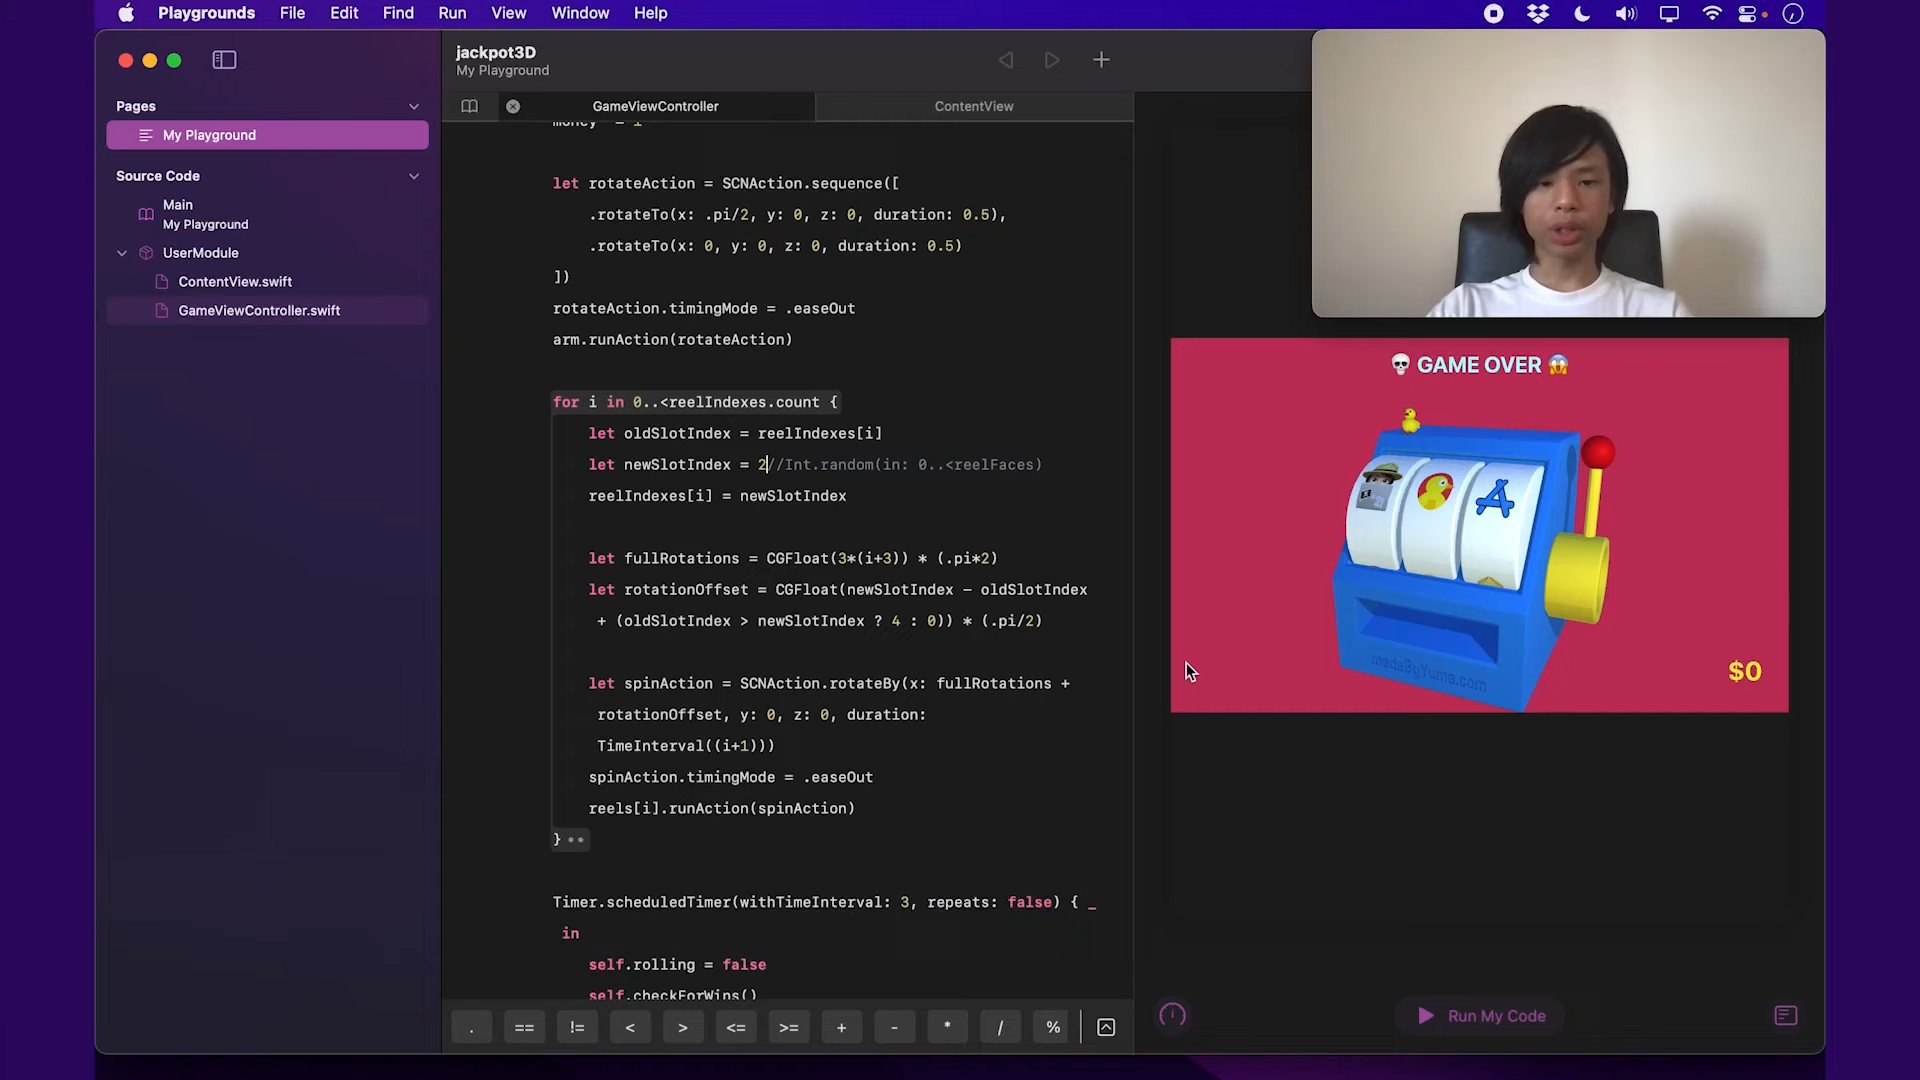 Playgrounds File Edit Find Run View Window Help
jackpot3D
My Playground
Pages
My Playground
Source Code
Main
My Playground
UserModule
ContentView.swift
GameViewController.swift
GameViewController
ContentView
let rotateAction = SCNAction.sequence([
.rotateTo(x: .pi/2, y: 0, z: 0, duration: 0.5),
.rotateTo(x: 0, y: 0, z: 0, duration: 0.5)
])
rotateAction.timingMode = .easeOut
arm.runAction(rotateAction)
for i in 0..<reelIndexes.count {
let oldSlotIndex = reelIndexes[i]
let newSlotIndex = 2//Int.random(in: 0..<reelFaces)
reelIndexes[i] = newSlotIndex
let fullRotations = CGFloat(3*(i+3)) * (.pi*2)
let rotationOffset = CGFloat(newSlotIndex - oldSlotIndex
+ (oldSlotIndex > newSlotIndex ? 4 : 0)) * (.pi/2)
let spinAction = SCNAction.rotateBy(x: fullRotations +
rotationOffset, y: 0, z: 0, duration:
TimeInterval((i+1)))
spinAction.timingMode = .easeOut
reels[i].runAction(spinAction)
}
Timer.scheduledTimer(withTimeInterval: 3, repeats: false) { _
in
self.rolling = false
self.checkForWins()
. == != < > <= >= + - * / %
💀 GAME OVER 😱
madeByYuma.com
$0
Run My Code